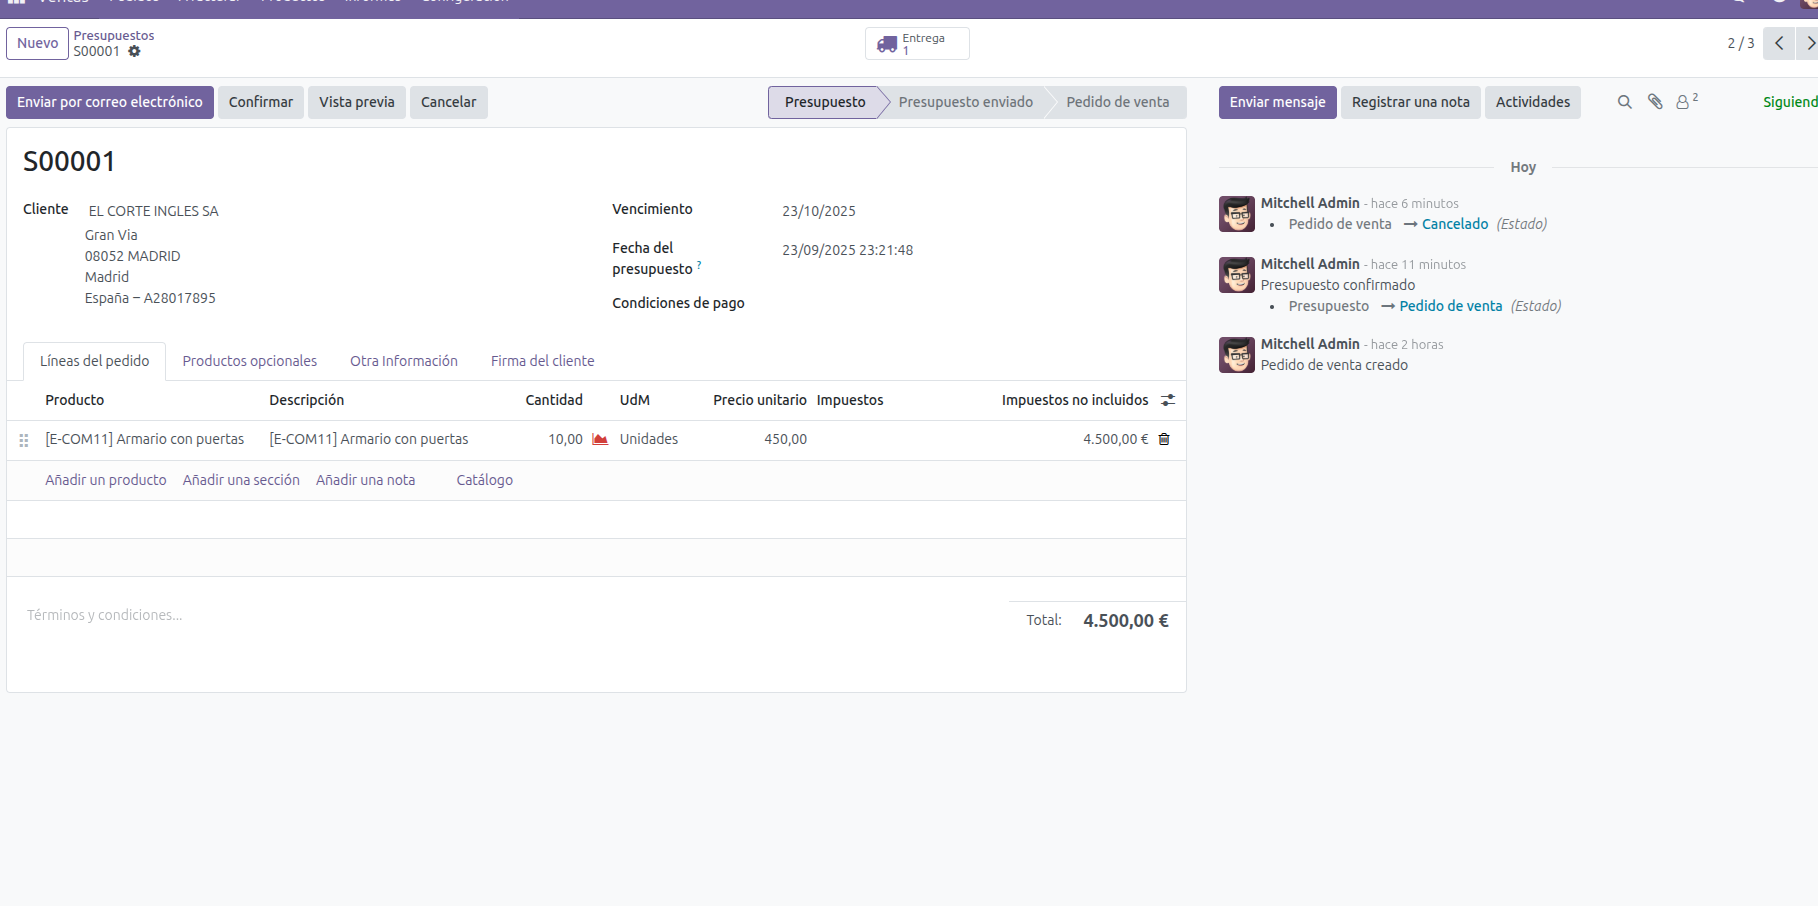 Ventas
Nuevo
Presupuestos
S00001
Entrega
1
2 / 3
Enviar por correo electrónico Confirmar Vista previa Cancelar
Presupuesto Presupuesto enviado Pedido de venta
Enviar mensaje Registrar una nota Actividades 2 Siguiend
S00001
Cliente EL CORTE INGLES SA
Gran Via
08052 MADRID
Madrid
España – A28017895
Vencimiento 23/10/2025
Fecha del presupuesto ? 23/09/2025 23:21:48
Condiciones de pago
Líneas del pedido Productos opcionales Otra Información Firma del cliente
Producto Descripción Cantidad UdM Precio unitario Impuestos Impuestos no incluidos
[E-COM11] Armario con puertas [E-COM11] Armario con puertas 10,00 Unidades 450,00 4.500,00 €
Añadir un producto Añadir una sección Añadir una nota Catálogo
Términos y condiciones...
Total: 4.500,00 €
Hoy
Mitchell Admin - hace 6 minutos
• Pedido de venta → Cancelado (Estado)
Mitchell Admin - hace 11 minutos
Presupuesto confirmado
• Presupuesto → Pedido de venta (Estado)
Mitchell Admin - hace 2 horas
Pedido de venta creado